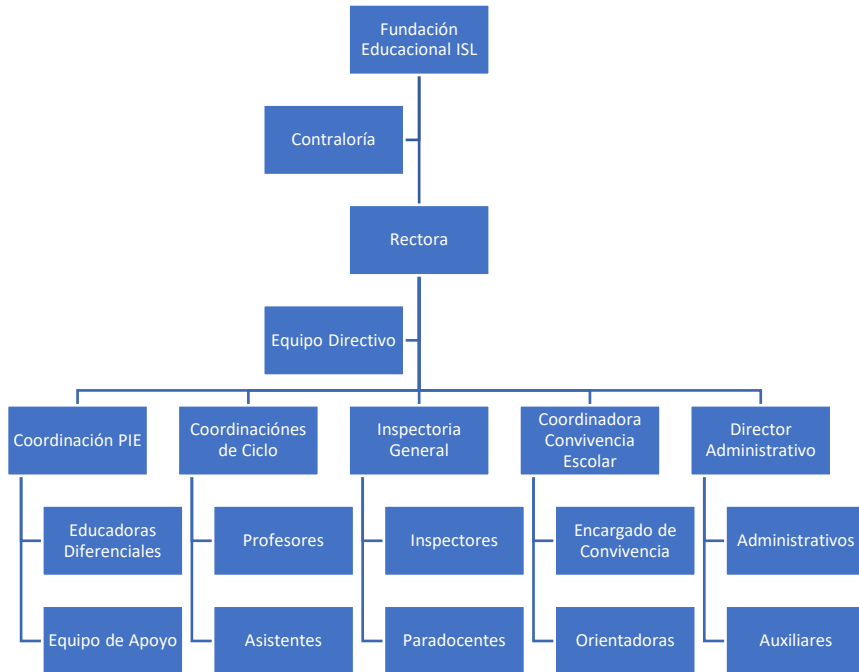 Fundación
Educacional ISL
Contraloría
Rectora
Equipo Directivo
Coordinación PIE
Educadoras
Diferenciales
Equipo de Apoyo
Coordinaciónes
de Ciclo
Profesores
Asistentes
Inspectoria
General
Inspectores
Paradocentes
Coordinadora
Convivencia
Escolar
Encargado de
Convivencia
Orientadoras
Director
Administrativo
Administrativos
Auxiliares